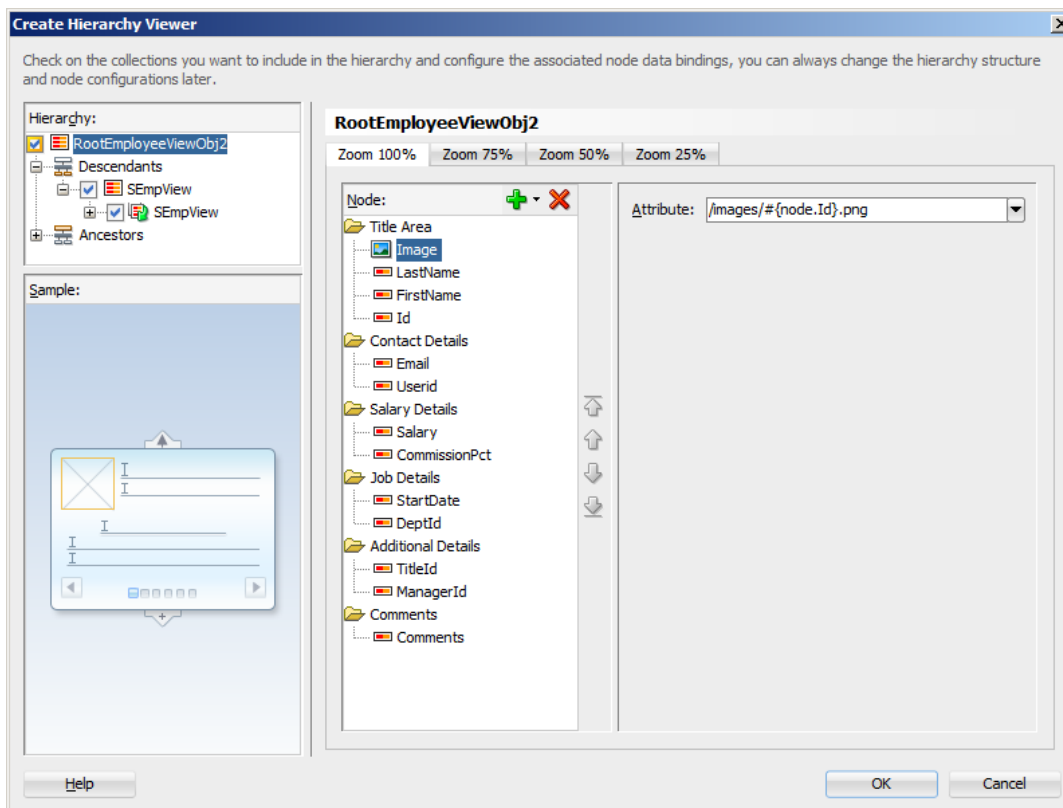 Create Hierarchy Viewer
Check on the collections you want to include in the hierarchy and configure the associated node data bindings, you can always change the hierarchy structure
and node configurations later.
Hierarchy:
RootEmployeeViewObj2
Descendants
SEmpView
SEmpView
Ancestors
Sample:
RootEmployeeViewObj2
Zoom 100% Zoom 75% Zoom 50% Zoom 25%
Node:
Title Area
Image
LastName
FirstName
Id
Contact Details
Email
Userid
Salary Details
Salary
CommissionPct
Job Details
StartDate
DeptId
Additional Details
TitleId
ManagerId
Comments
Comments
Attribute: /images/#{node.Id}.png
Help
OK Cancel